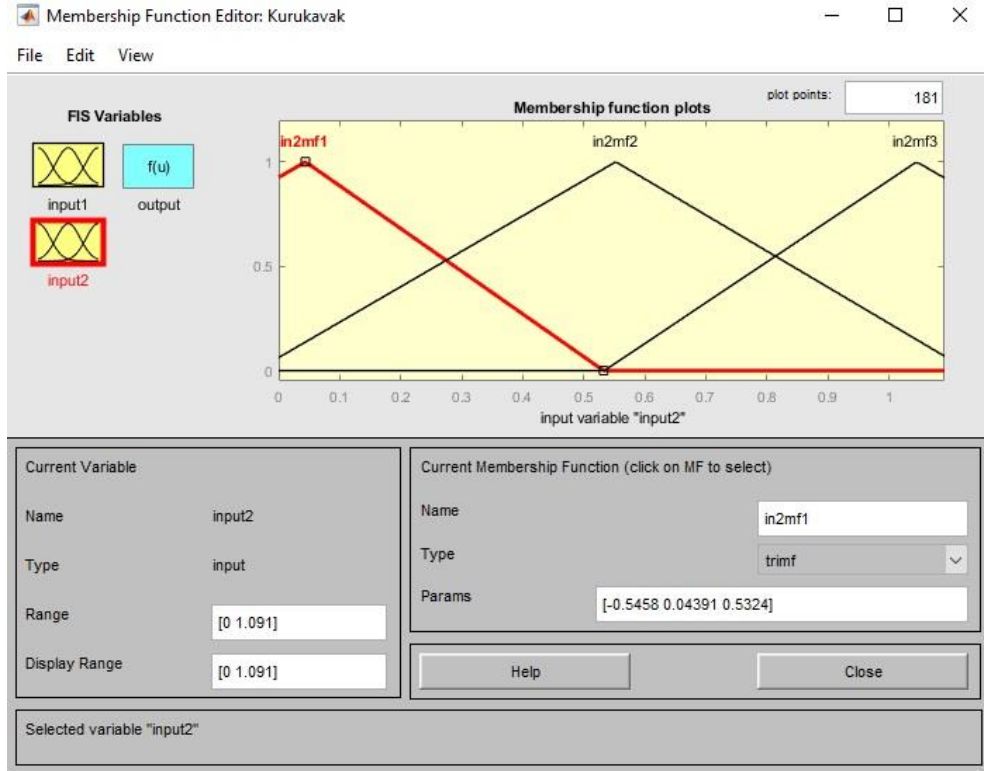 Membership Function Editor: Kurukavak
File Edit View
FIS Variables
f(u)
input1 output
input2
plot points: 181
Membership function plots
in2mf1 in2mf2 in2mf3
1
0.5
0
0 0.1 0.2 0.3 0.4 0.5 0.6 0.7 0.8 0.9 1
input variable "input2"
Current Variable
Name input2
Type input
Range [0 1.091]
Display Range [0 1.091]
Current Membership Function (click on MF to select)
Name in2mf1
Type trimf
Params [-0.5458 0.04391 0.5324]
Help Close
Selected variable "input2"